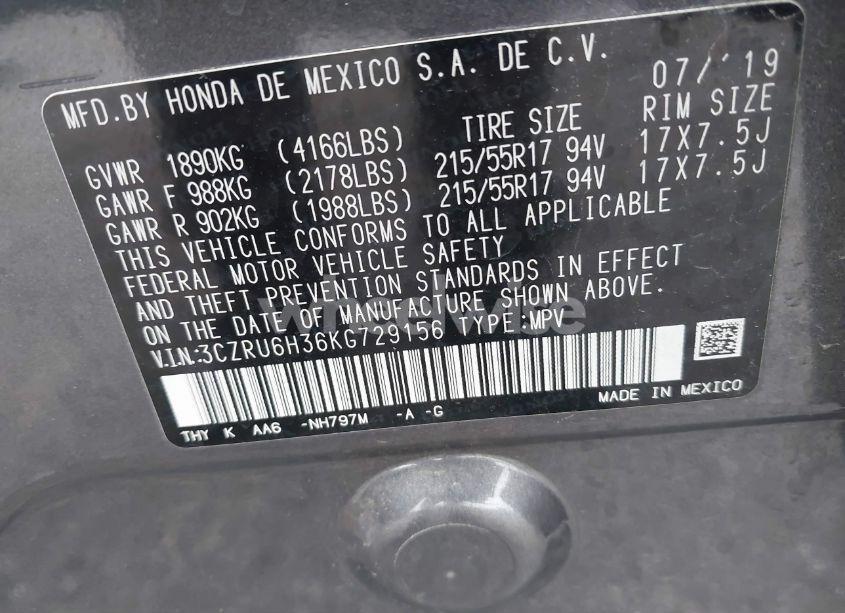 MFD.BY HONDA DE MEXICO S.A. DE C.V. 07/'19
GVWR 1890KG (4166LBS) TIRE SIZE RIM SIZE
GAWR F 988KG (2178LBS) 215/55R17 94V 17X7.5J
GAWR R 902KG (1988LBS) 215/55R17 94V 17X7.5J
THIS VEHICLE CONFORMS TO ALL APPLICABLE
FEDERAL MOTOR VEHICLE SAFETY
AND THEFT PREVENTION STANDARDS IN EFFECT
ON THE DATE OF MANUFACTURE SHOWN ABOVE.
V.I.N:3CZRU6H36KG729156 TYPE:MPV
MADE IN MEXICO
THY K AA6 -NH797M -A -G
wheelwise